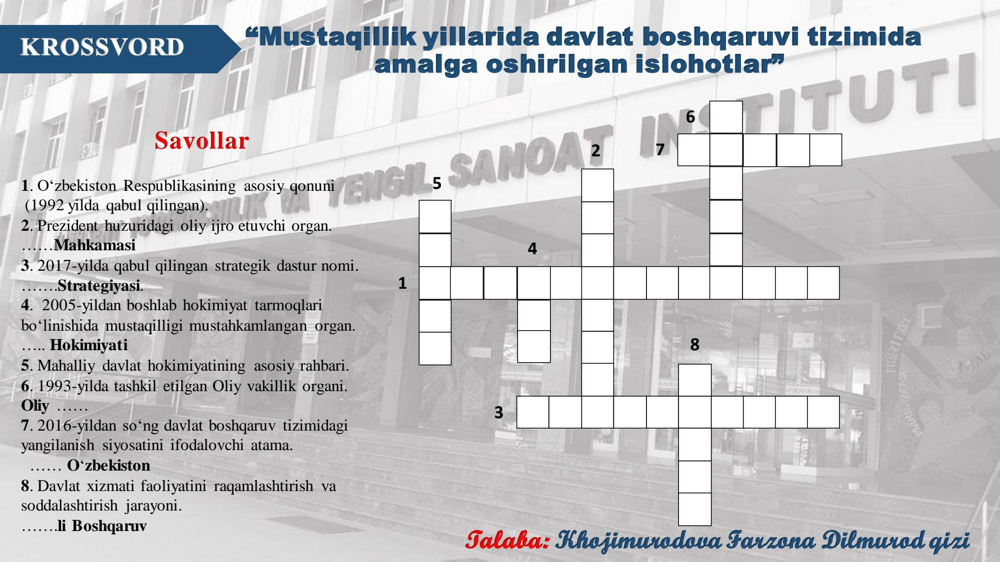 KROSSVORD
“Mustaqillik yillarida davlat boshqaruvi tizimida
amalga oshirilgan islohotlar”
Savollar
1. O‘zbekiston Respublikasining asosiy qonuni
(1992 yilda qabul qilingan).
2. Prezident huzuridagi oliy ijro etuvchi organ.
……Mahkamasi
3. 2017-yilda qabul qilingan strategik dastur nomi.
…….Strategiyasi.
4. 2005-yildan boshlab hokimiyat tarmoqlari
bo‘linishida mustaqilligi mustahkamlangan organ.
….. Hokimiyati
5. Mahalliy davlat hokimiyatining asosiy rahbari.
6. 1993-yilda tashkil etilgan Oliy vakillik organi.
Oliy ……
7. 2016-yildan so‘ng davlat boshqaruv tizimidagi
yangilanish siyosatini ifodalovchi atama.
…… O‘zbekiston
8. Davlat xizmati faoliyatini raqamlashtirish va
soddalashtirish jarayoni.
…….li Boshqaruv
6
7
2
5
4
1
8
3
VA YENGIL SANOAT INSTITUTI
Talaba: Khojimurodova Farzona Dilmurod qizi